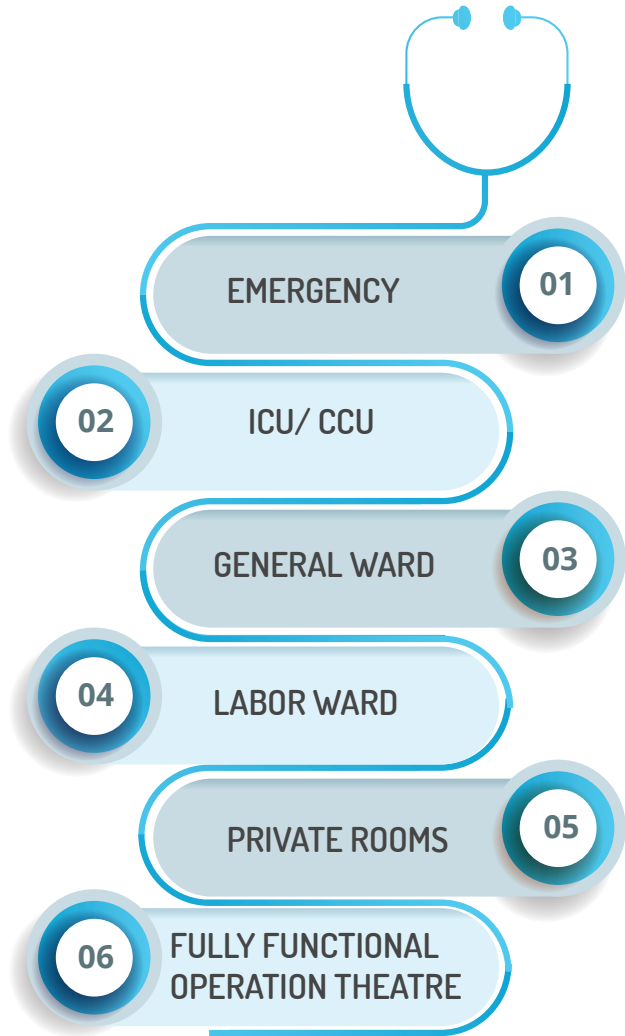 EMERGENCY
01
02
ICU/ CCU
GENERAL WARD
03
04
LABOR WARD
PRIVATE ROOMS
05
06
FULLY FUNCTIONAL
OPERATION THEATRE